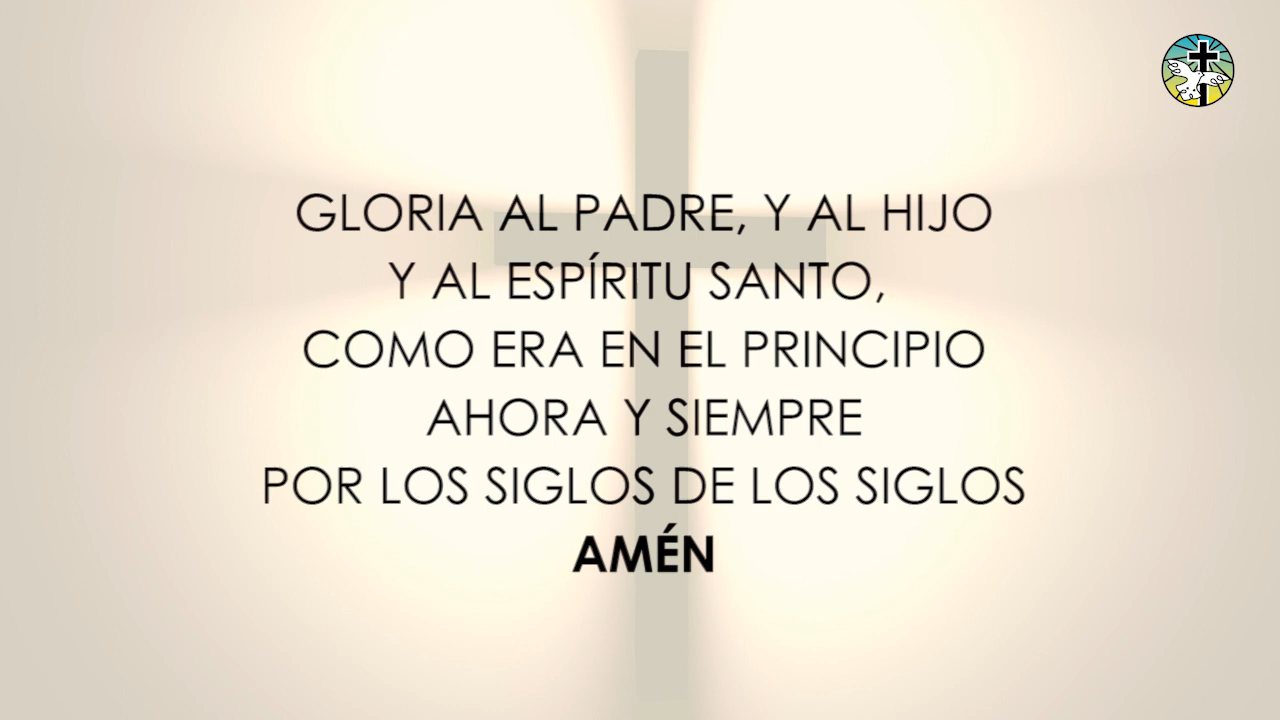 GLORIA AL PADRE, Y AL HIJO
Y AL ESPÍRITU SANTO,
COMO ERA EN EL PRINCIPIO
AHORA Y SIEMPRE
POR LOS SIGLOS DE LOS SIGLOS
AMÉN